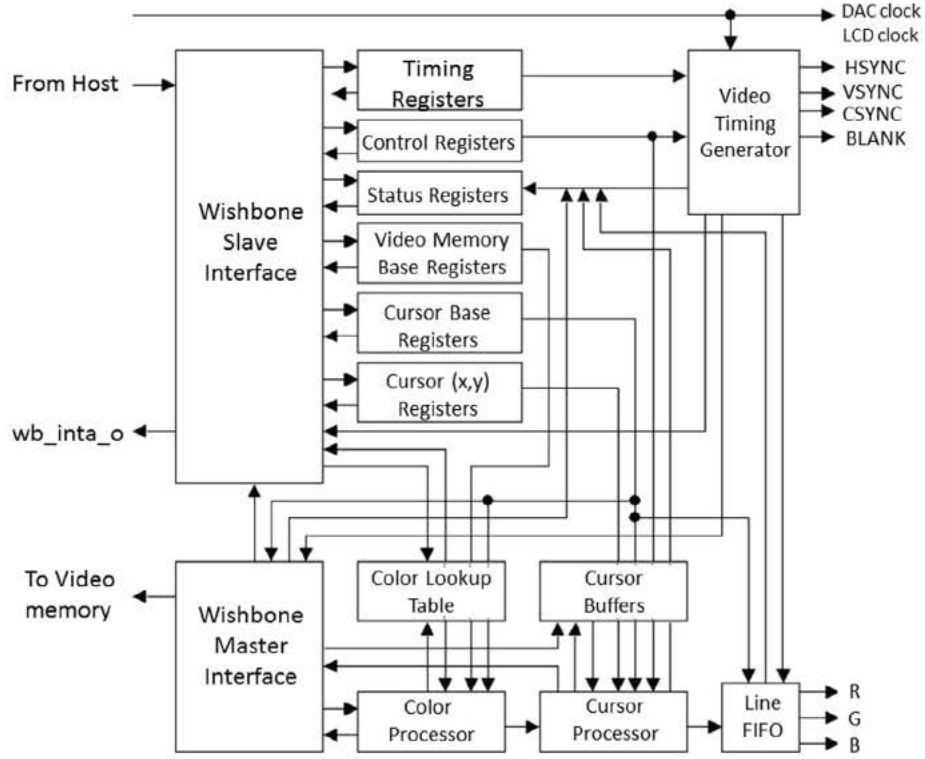 DAC clock
LCD clock
From Host
Timing
Registers
HSYNC
VSYNC
CSYNC
BLANK
Video
Timing
Generator
Control Registers
Status Registers
Wishbone
Slave
Interface
Video Memory
Base Registers
Cursor Base
Registers
Cursor (x,y)
Registers
wb_inta_o
To Video
memory
Wishbone
Master
Interface
Color Lookup
Table
Cursor
Buffers
Color
Processor
Cursor
Processor
Line
FIFO
R
G
B